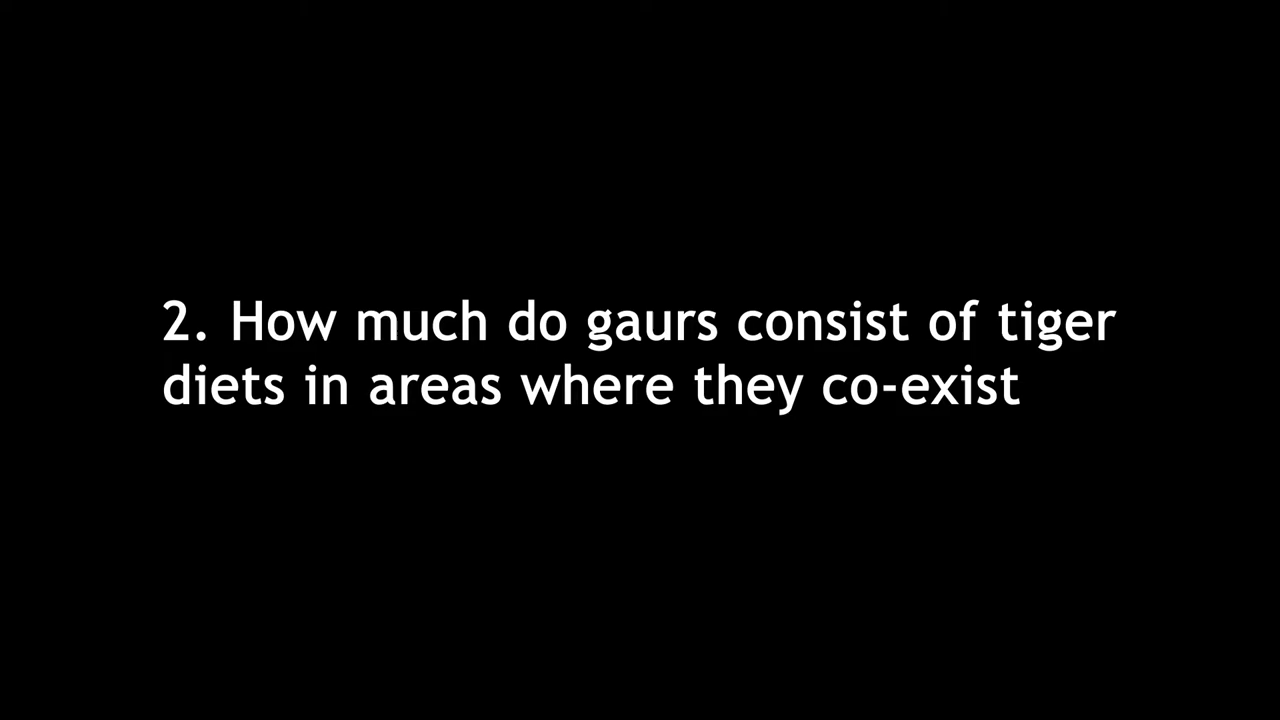 2. How much do gaurs consist of tiger
diets in areas where they co-exist